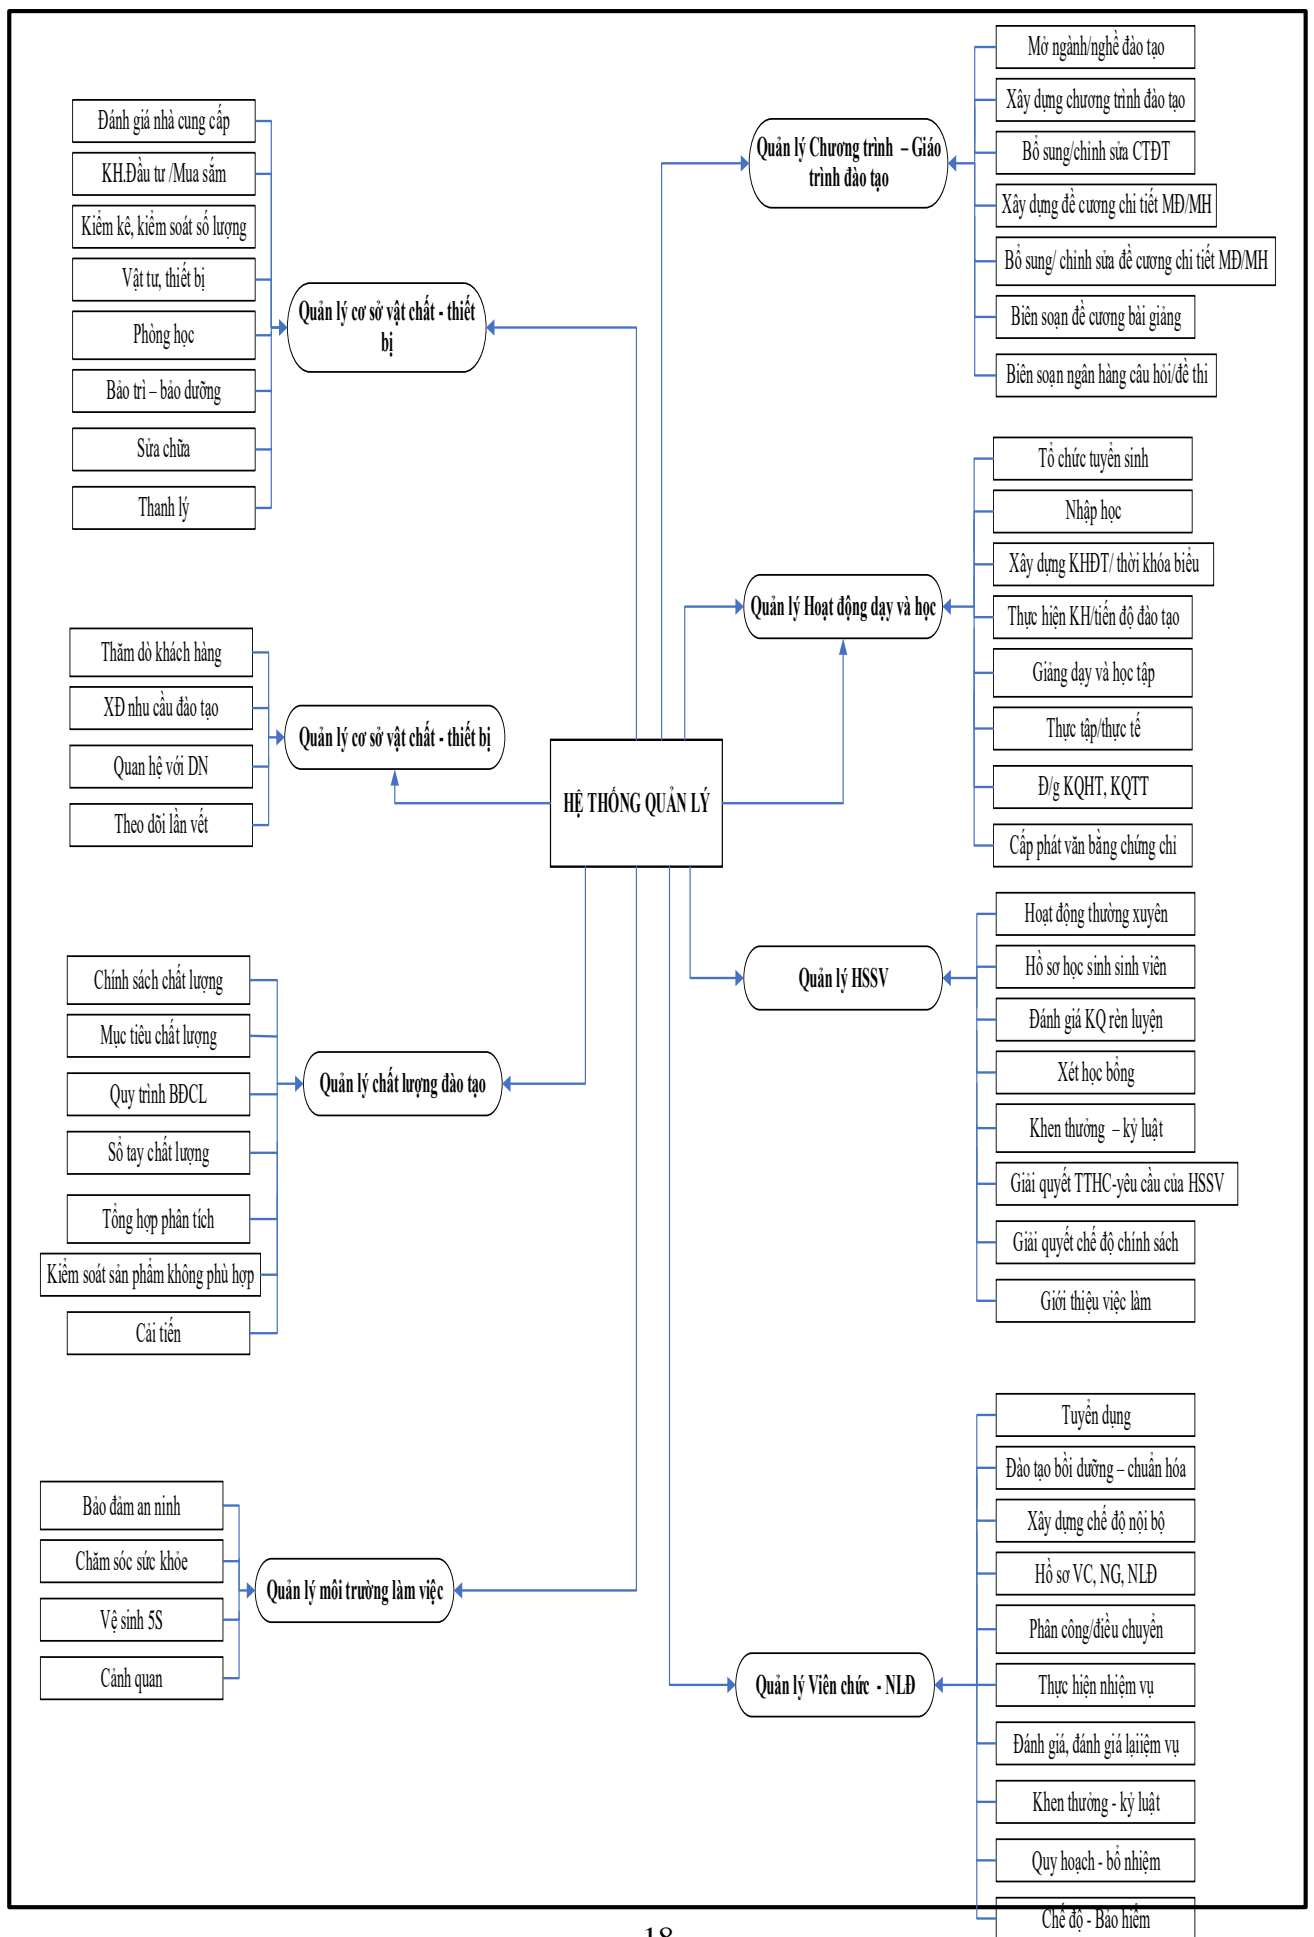 Đánh giá nhà cung cấp
KH.Đầu tư /Mua sắm
Kiểm kê, kiểm soát số lượng
Vật tư, thiết bị
Phòng học
Bảo trì – bảo dưỡng
Sửa chữa
Thanh lý
Quản lý cơ sở vật chất - thiết
bị
Thăm dò khách hàng
XĐ nhu cầu đào tạo
Quan hệ với DN
Theo dõi lần vết
Quản lý cơ sở vật chất - thiết bị
Chính sách chất lượng
Mục tiêu chất lượng
Quy trình BĐCL
Sổ tay chất lượng
Tổng hợp phân tích
Kiểm soát sản phẩm không phù hợp
Cải tiến
Quản lý chất lượng đào tạo
Bảo đảm an ninh
Chăm sóc sức khỏe
Vệ sinh 5S
Cảnh quan
Quản lý môi trường làm việc
HỆ THỐNG QUẢN LÝ
Quản lý Chương trình – Giáo
trình đào tạo
Mở ngành/nghề đào tạo
Xây dựng chương trình đào tạo
Bổ sung/chỉnh sửa CTĐT
Xây dựng đề cương chi tiết MĐ/MH
Bổ sung/ chỉnh sửa đề cương chi tiết MĐ/MH
Biên soạn đề cương bài giảng
Biên soạn ngân hàng câu hỏi/đề thi
Quản lý Hoạt động dạy và học
Tổ chức tuyển sinh
Nhập học
Xây dựng KHĐT/ thời khóa biểu
Thực hiện KH/tiến độ đào tạo
Giảng dạy và học tập
Thực tập/thực tế
Đ/g KQHT, KQTT
Cấp phát văn bằng chứng chỉ
Quản lý HSSV
Hoạt động thường xuyên
Hồ sơ học sinh sinh viên
Đánh giá KQ rèn luyện
Xét học bổng
Khen thưởng – kỷ luật
Giải quyết TTHC-yêu cầu của HSSV
Giải quyết chế độ chính sách
Giới thiệu việc làm
Quản lý Viên chức - NLĐ
Tuyển dụng
Đào tạo bồi dưỡng – chuẩn hóa
Xây dựng chế độ nội bộ
Hồ sơ VC, NG, NLĐ
Phân công/điều chuyển
Thực hiện nhiệm vụ
Đánh giá, đánh giá lạiiệm vụ
Khen thưởng - kỷ luật
Quy hoạch - bổ nhiệm
Chế độ - Bảo hiểm
18